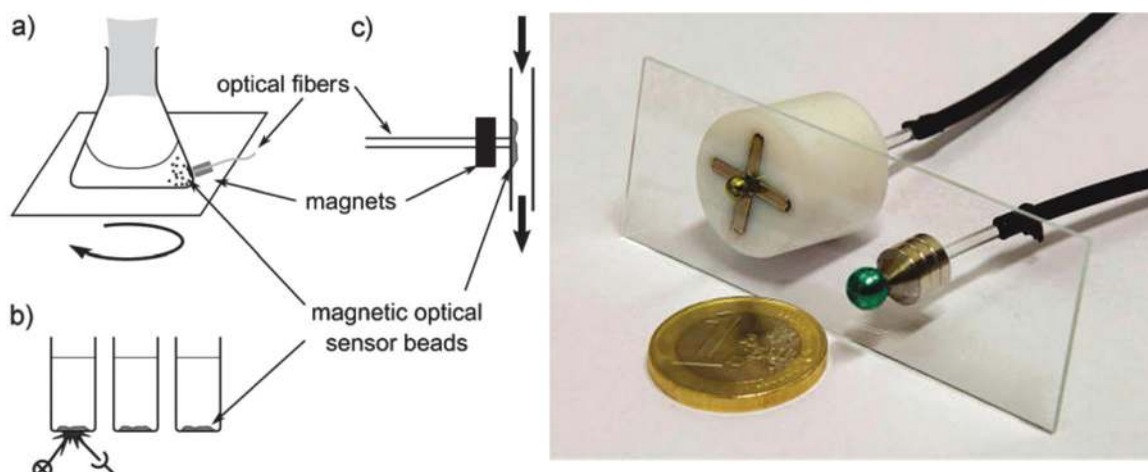 a)
c)
optical fibers
magnets
magnetic optical
sensor beads
b)